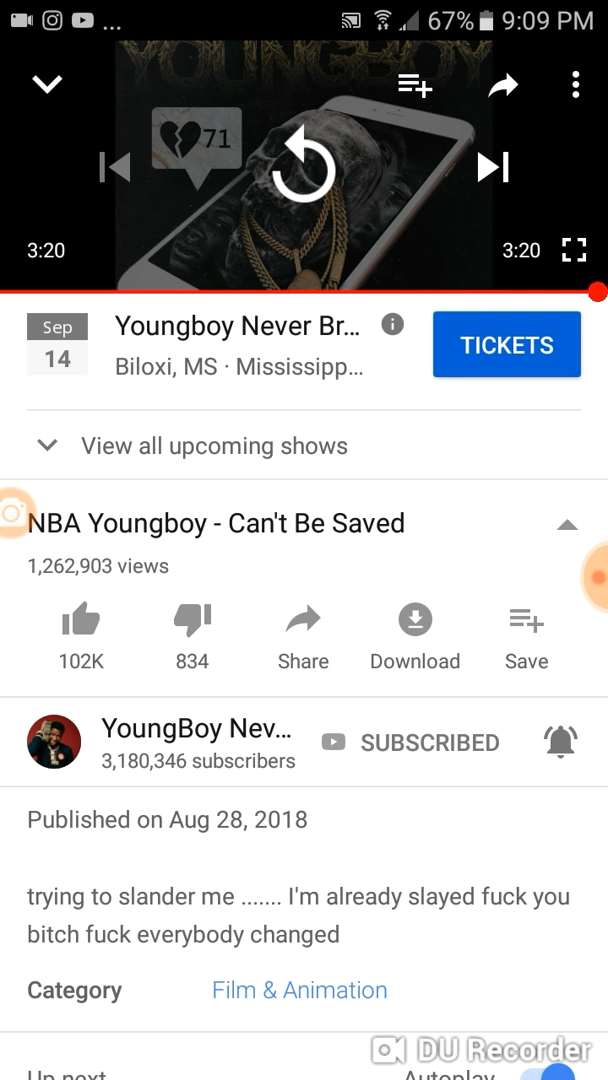 ... 67% 9:09 PM
YOUNGBOY
71
3:20 3:20
Sep
14
Youngboy Never Br...
Biloxi, MS · Mississipp...
TICKETS
View all upcoming shows
NBA Youngboy - Can't Be Saved
1,262,903 views
102K 834 Share Download Save
YoungBoy Nev...
3,180,346 subscribers
SUBSCRIBED
Published on Aug 28, 2018
trying to slander me ....... I'm already slayed fuck you
bitch fuck everybody changed
Category Film & Animation
DU Recorder
Up next Autoplay